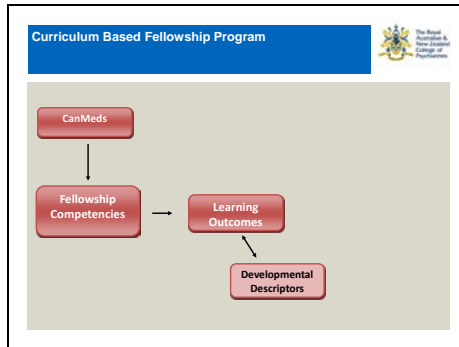 Curriculum Based Fellowship Program
The Royal
Australian &
New Zealand
College of
Psychiatrists
CanMeds
Fellowship
Competencies
Learning
Outcomes
Developmental
Descriptors